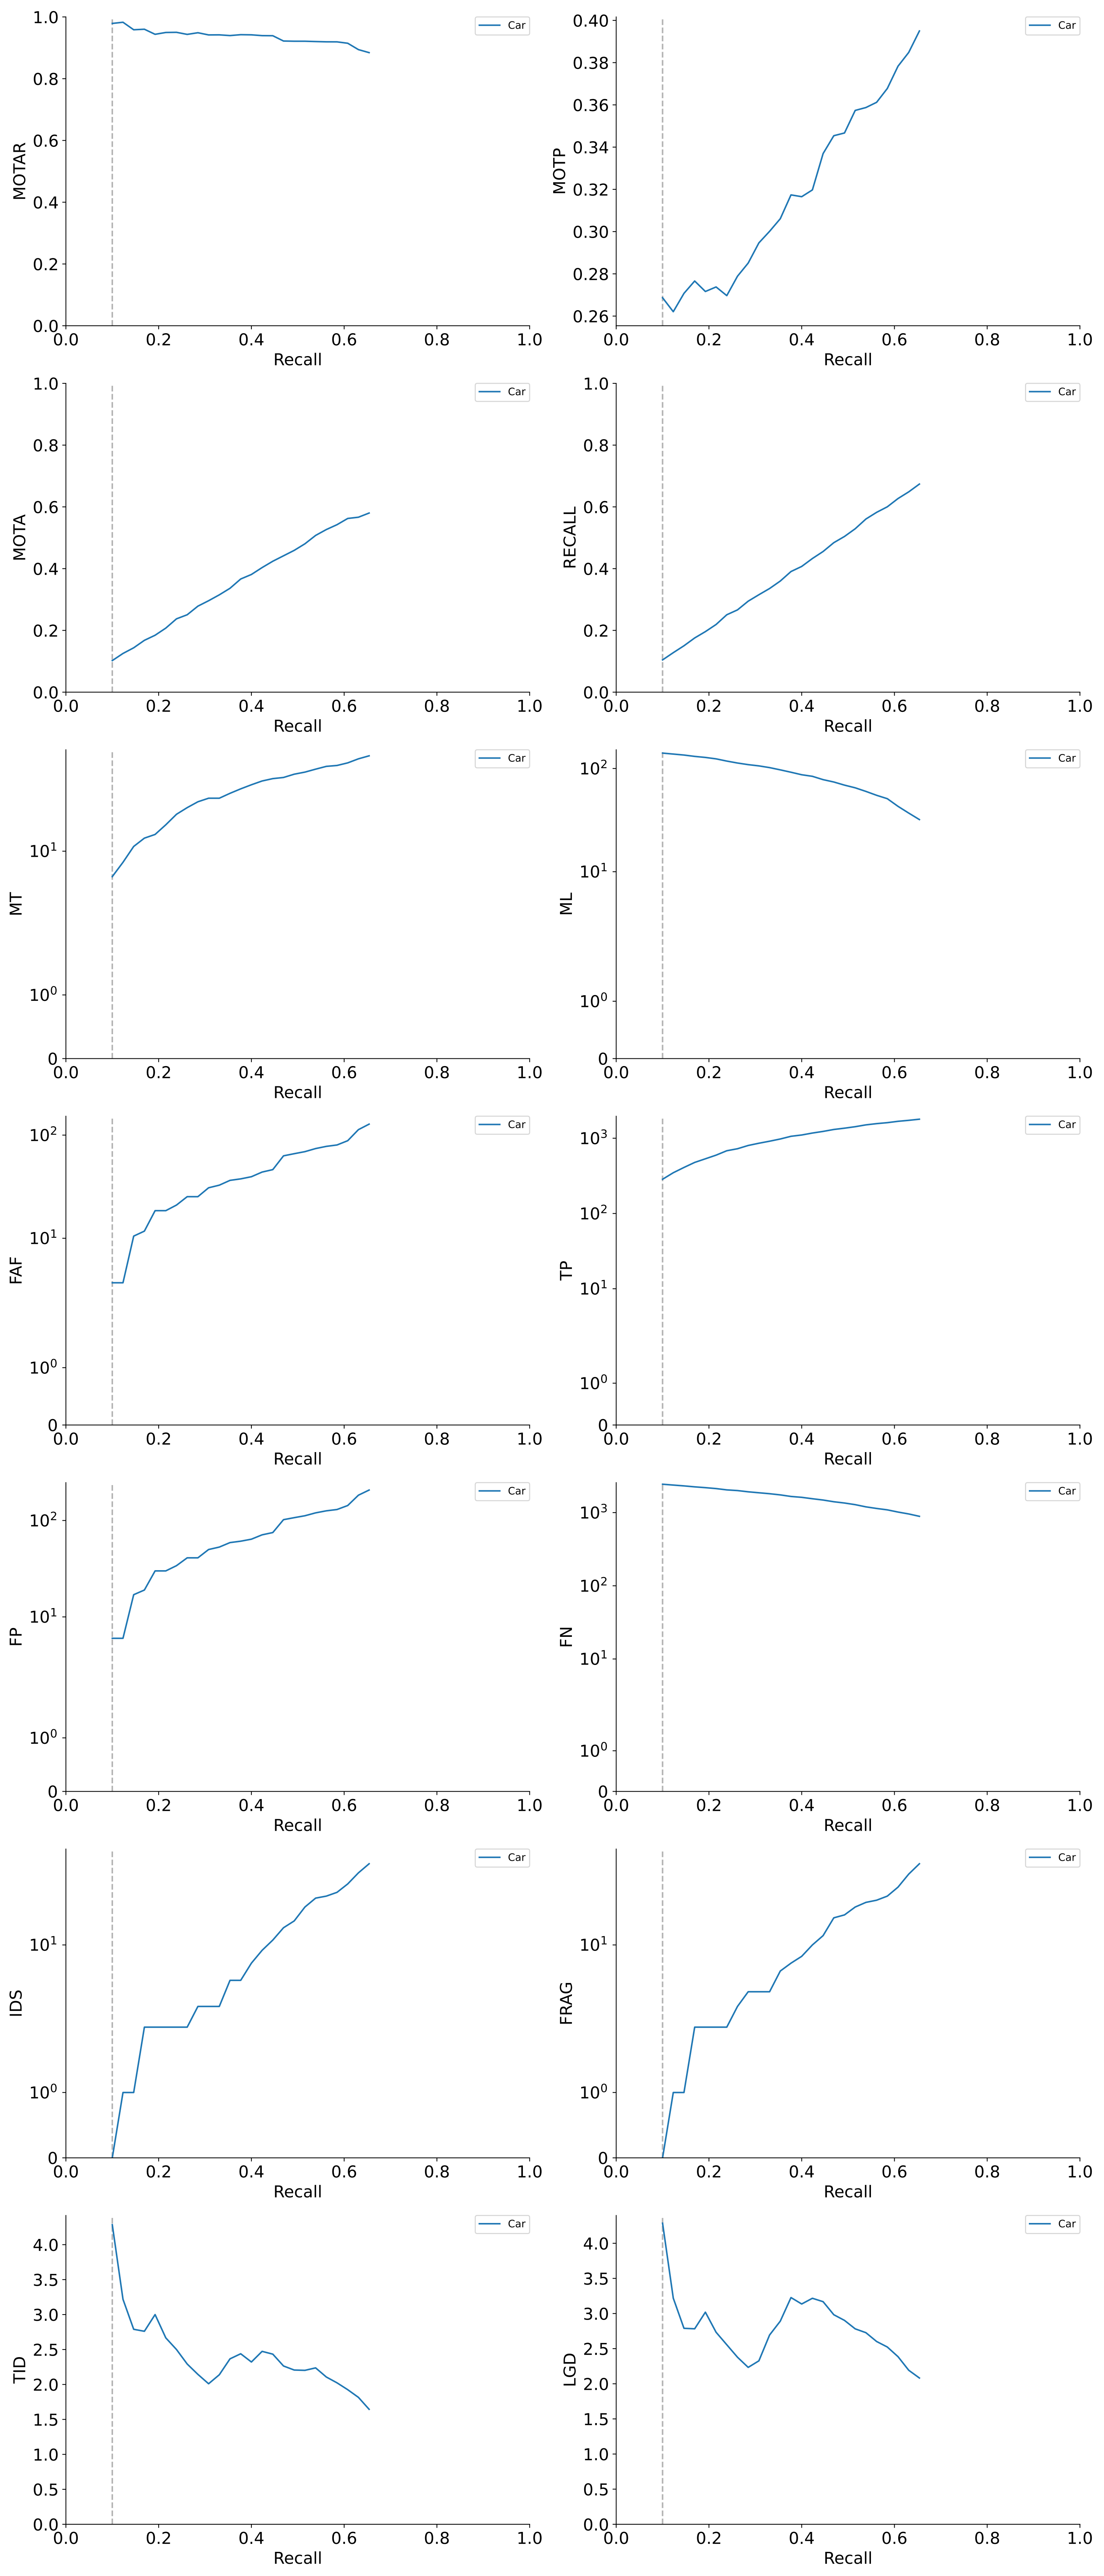 MOTAR
1.0
0.8
0.6
0.4
0.2
0.0
0.0 0.2 0.4 0.6 0.8 1.0
Recall
Car
MOTP
0.40
0.38
0.36
0.34
0.32
0.30
0.28
0.26
0.0 0.2 0.4 0.6 0.8 1.0
Recall
Car
MOTA
1.0
0.8
0.6
0.4
0.2
0.0
0.0 0.2 0.4 0.6 0.8 1.0
Recall
Car
RECALL
1.0
0.8
0.6
0.4
0.2
0.0
0.0 0.2 0.4 0.6 0.8 1.0
Recall
Car
MT
10¹
10⁰
0
0.0 0.2 0.4 0.6 0.8 1.0
Recall
Car
ML
10²
10¹
10⁰
0
0.0 0.2 0.4 0.6 0.8 1.0
Recall
Car
FAF
10²
10¹
10⁰
0
0.0 0.2 0.4 0.6 0.8 1.0
Recall
Car
TP
10³
10²
10¹
10⁰
0
0.0 0.2 0.4 0.6 0.8 1.0
Recall
Car
FP
10²
10¹
10⁰
0
0.0 0.2 0.4 0.6 0.8 1.0
Recall
Car
FN
10³
10²
10¹
10⁰
0
0.0 0.2 0.4 0.6 0.8 1.0
Recall
Car
IDS
10¹
10⁰
0
0.0 0.2 0.4 0.6 0.8 1.0
Recall
Car
FRAG
10¹
10⁰
0
0.0 0.2 0.4 0.6 0.8 1.0
Recall
Car
TID
4.0
3.5
3.0
2.5
2.0
1.5
1.0
0.5
0.0
0.0 0.2 0.4 0.6 0.8 1.0
Recall
Car
LGD
4.0
3.5
3.0
2.5
2.0
1.5
1.0
0.5
0.0
0.0 0.2 0.4 0.6 0.8 1.0
Recall
Car